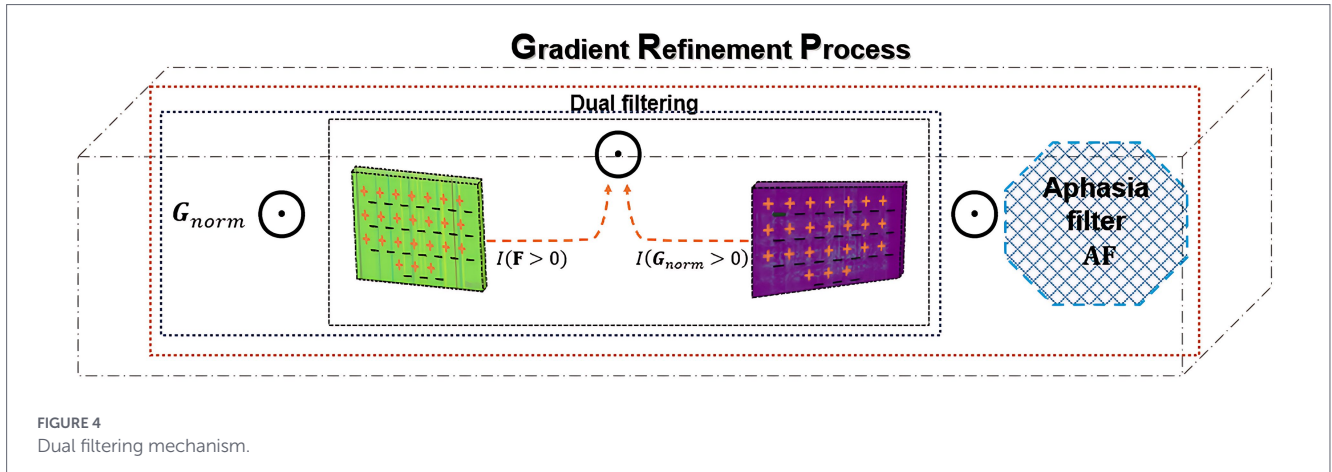 Gradient Refinement Process
Dual filtering
G_norm
I(F > 0)
I(G_norm > 0)
Aphasia
filter
AF
FIGURE 4
Dual filtering mechanism.